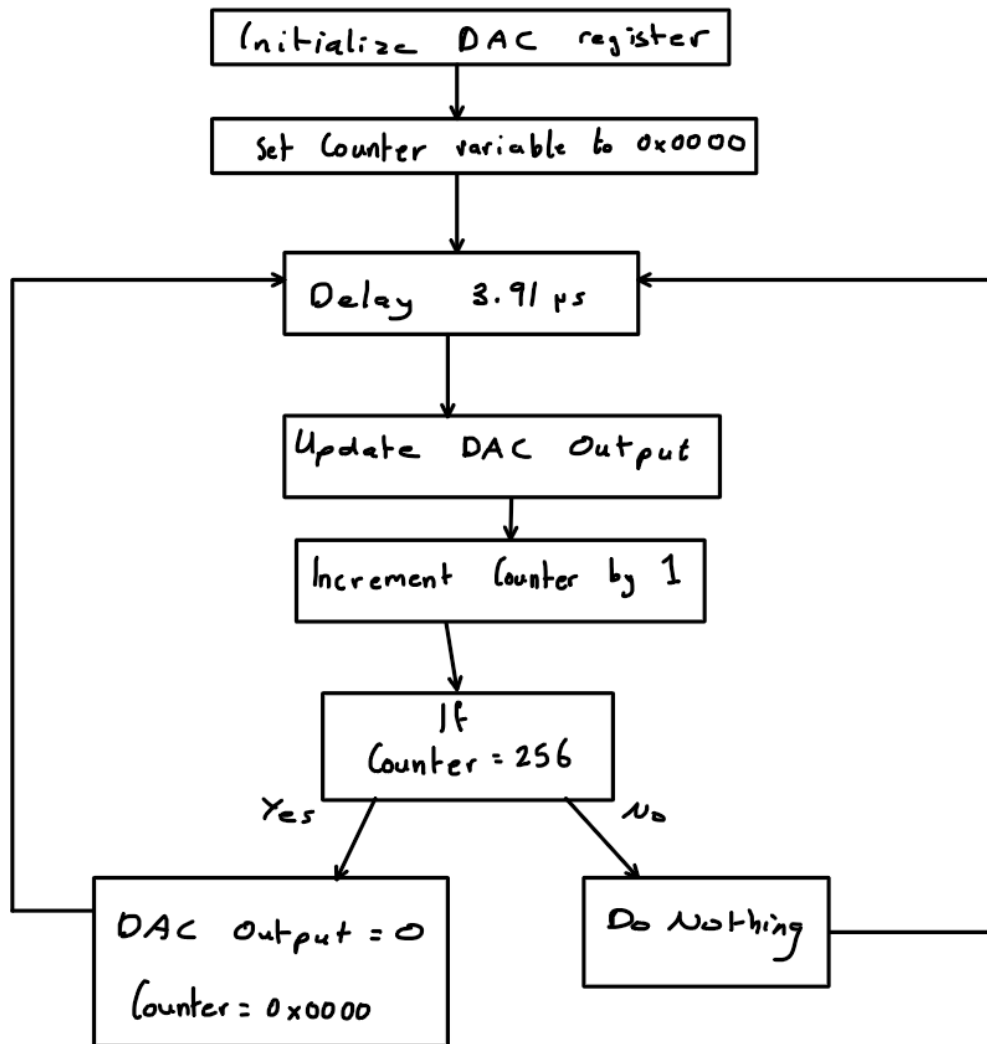 Initialize DAC register
Set Counter variable to 0x0000
Delay 3.91 µs
Update DAC Output
Increment Counter by 1
If
Counter = 256
Yes
No
DAC Output = 0
Counter = 0x0000
Do Nothing